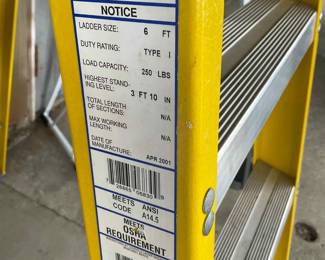 NOTICE
LADDER SIZE: 6 FT
DUTY RATING: TYPE I
LOAD CAPACITY: 250 LBS
HIGHEST STAND-
ING LEVEL: 3 FT 10 IN
TOTAL LENGTH
OF SECTIONS: N/A
MAX WORKING
LENGTH: N/A
DATE OF
MANUFACTURE: APR 2001
MEETS ANSI
CODE A14.5
MEETS
OSHA
REQUIREMENT